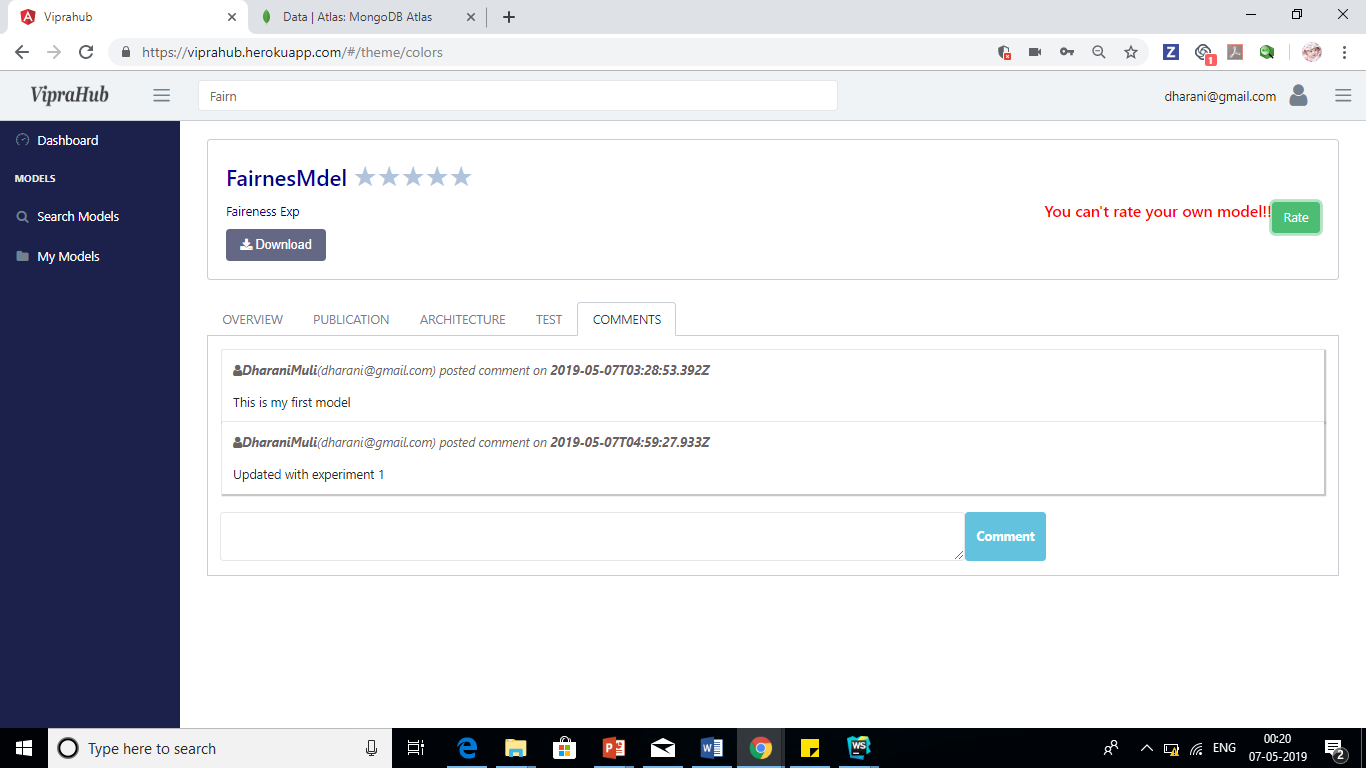 Viprahub
Data | Atlas: MongoDB Atlas
https://viprahub.herokuapp.com/#/theme/colors
Z
1
VipraHub
Fairn
dharani@gmail.com
Dashboard
MODELS
Search Models
My Models
FairnesMdel
Faireness Exp
You can't rate your own model!!
Rate
Download
OVERVIEW PUBLICATION ARCHITECTURE TEST COMMENTS
DharaniMuli(dharani@gmail.com) posted comment on 2019-05-07T03:28:53.392Z
This is my first model
DharaniMuli(dharani@gmail.com) posted comment on 2019-05-07T04:59:27.933Z
Updated with experiment 1
Comment
Type here to search
WS
ENG
00:20
07-05-2019
2